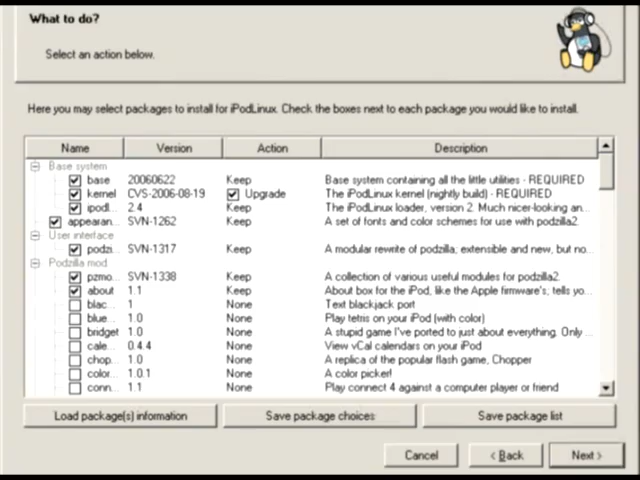 What to do?
Select an action below.
Here you may select packages to install for iPodLinux. Check the boxes next to each package you would like to install.
Name Version Action Description
Base system
base 20060622 Keep Base system containing all the little utilities - REQUIRED
kernel CVS-2006-08-19 Upgrade The iPodLinux kernel (nightly build) - REQUIRED
ipodl... 2.4 Keep The iPodLinux loader, version 2. Much nicer-looking an...
appearan... SVN-1262 Keep A set of fonts and color schemes for use with podzilla2.
User interface
podzi... SVN-1317 Keep A modular rewrite of podzilla; extensible and new, but no...
Podzilla mod
pzmo... SVN-1338 Keep A collection of various useful modules for podzilla2.
about 1.1 Keep About box for the iPod, like the Apple firmware's; tells yo...
blac... 1 None Text blackjack port
blue... 1.0 None Play tetris on your iPod (with color)
bridget 1.0 None A stupid game I've ported to just about everything. Only ...
cale... 0.4.4 None View vCal calendars on your iPod
chop... 1.0 None A replica of the popular flash game, Chopper
color... 1.0.1 None A color picker!
conn... 1.1 None Play connect 4 against a computer player or friend
Load package(s) information Save package choices Save package list
Cancel < Back Next >